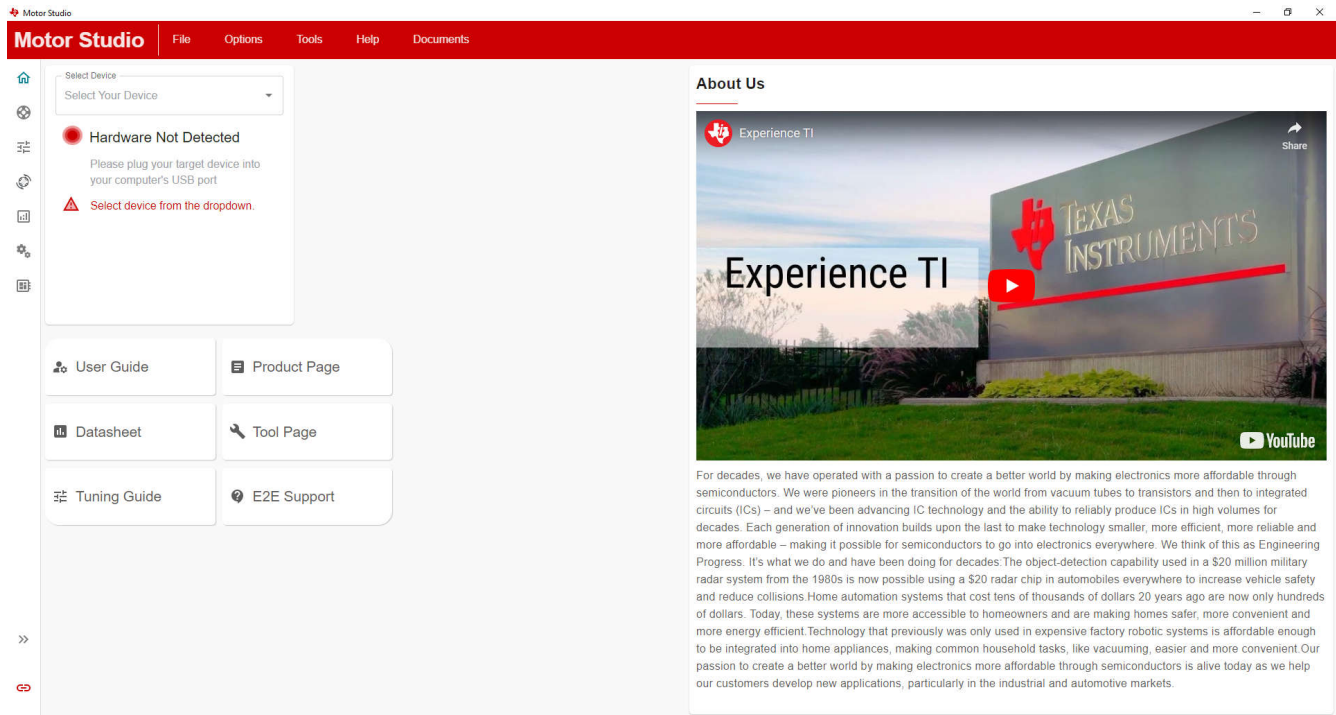 Motor Studio
Motor Studio File Options Tools Help Documents
Select Device
Select Your Device
Hardware Not Detected
Please plug your target device into
your computer's USB port
Select device from the dropdown.
User Guide
Product Page
Datasheet
Tool Page
Tuning Guide
E2E Support
About Us
Experience TI
Share
TEXAS
INSTRUMENTS
Experience TI
YouTube
For decades, we have operated with a passion to create a better world by making electronics more affordable through
semiconductors. We were pioneers in the transition of the world from vacuum tubes to transistors and then to integrated
circuits (ICs) – and we've been advancing IC technology and the ability to reliably produce ICs in high volumes for
decades. Each generation of innovation builds upon the last to make technology smaller, more efficient, more reliable and
more affordable – making it possible for semiconductors to go into electronics everywhere. We think of this as Engineering
Progress. It's what we do and have been doing for decades:The object-detection capability used in a $20 million military
radar system from the 1980s is now possible using a $20 radar chip in automobiles everywhere to increase vehicle safety
and reduce collisions.Home automation systems that cost tens of thousands of dollars 20 years ago are now only hundreds
of dollars. Today, these systems are more accessible to homeowners and are making homes safer, more convenient and
more energy efficient.Technology that previously was only used in expensive factory robotic systems is affordable enough
to be integrated into home appliances, making common household tasks, like vacuuming, easier and more convenient.Our
passion to create a better world by making electronics more affordable through semiconductors is alive today as we help
our customers develop new applications, particularly in the industrial and automotive markets.